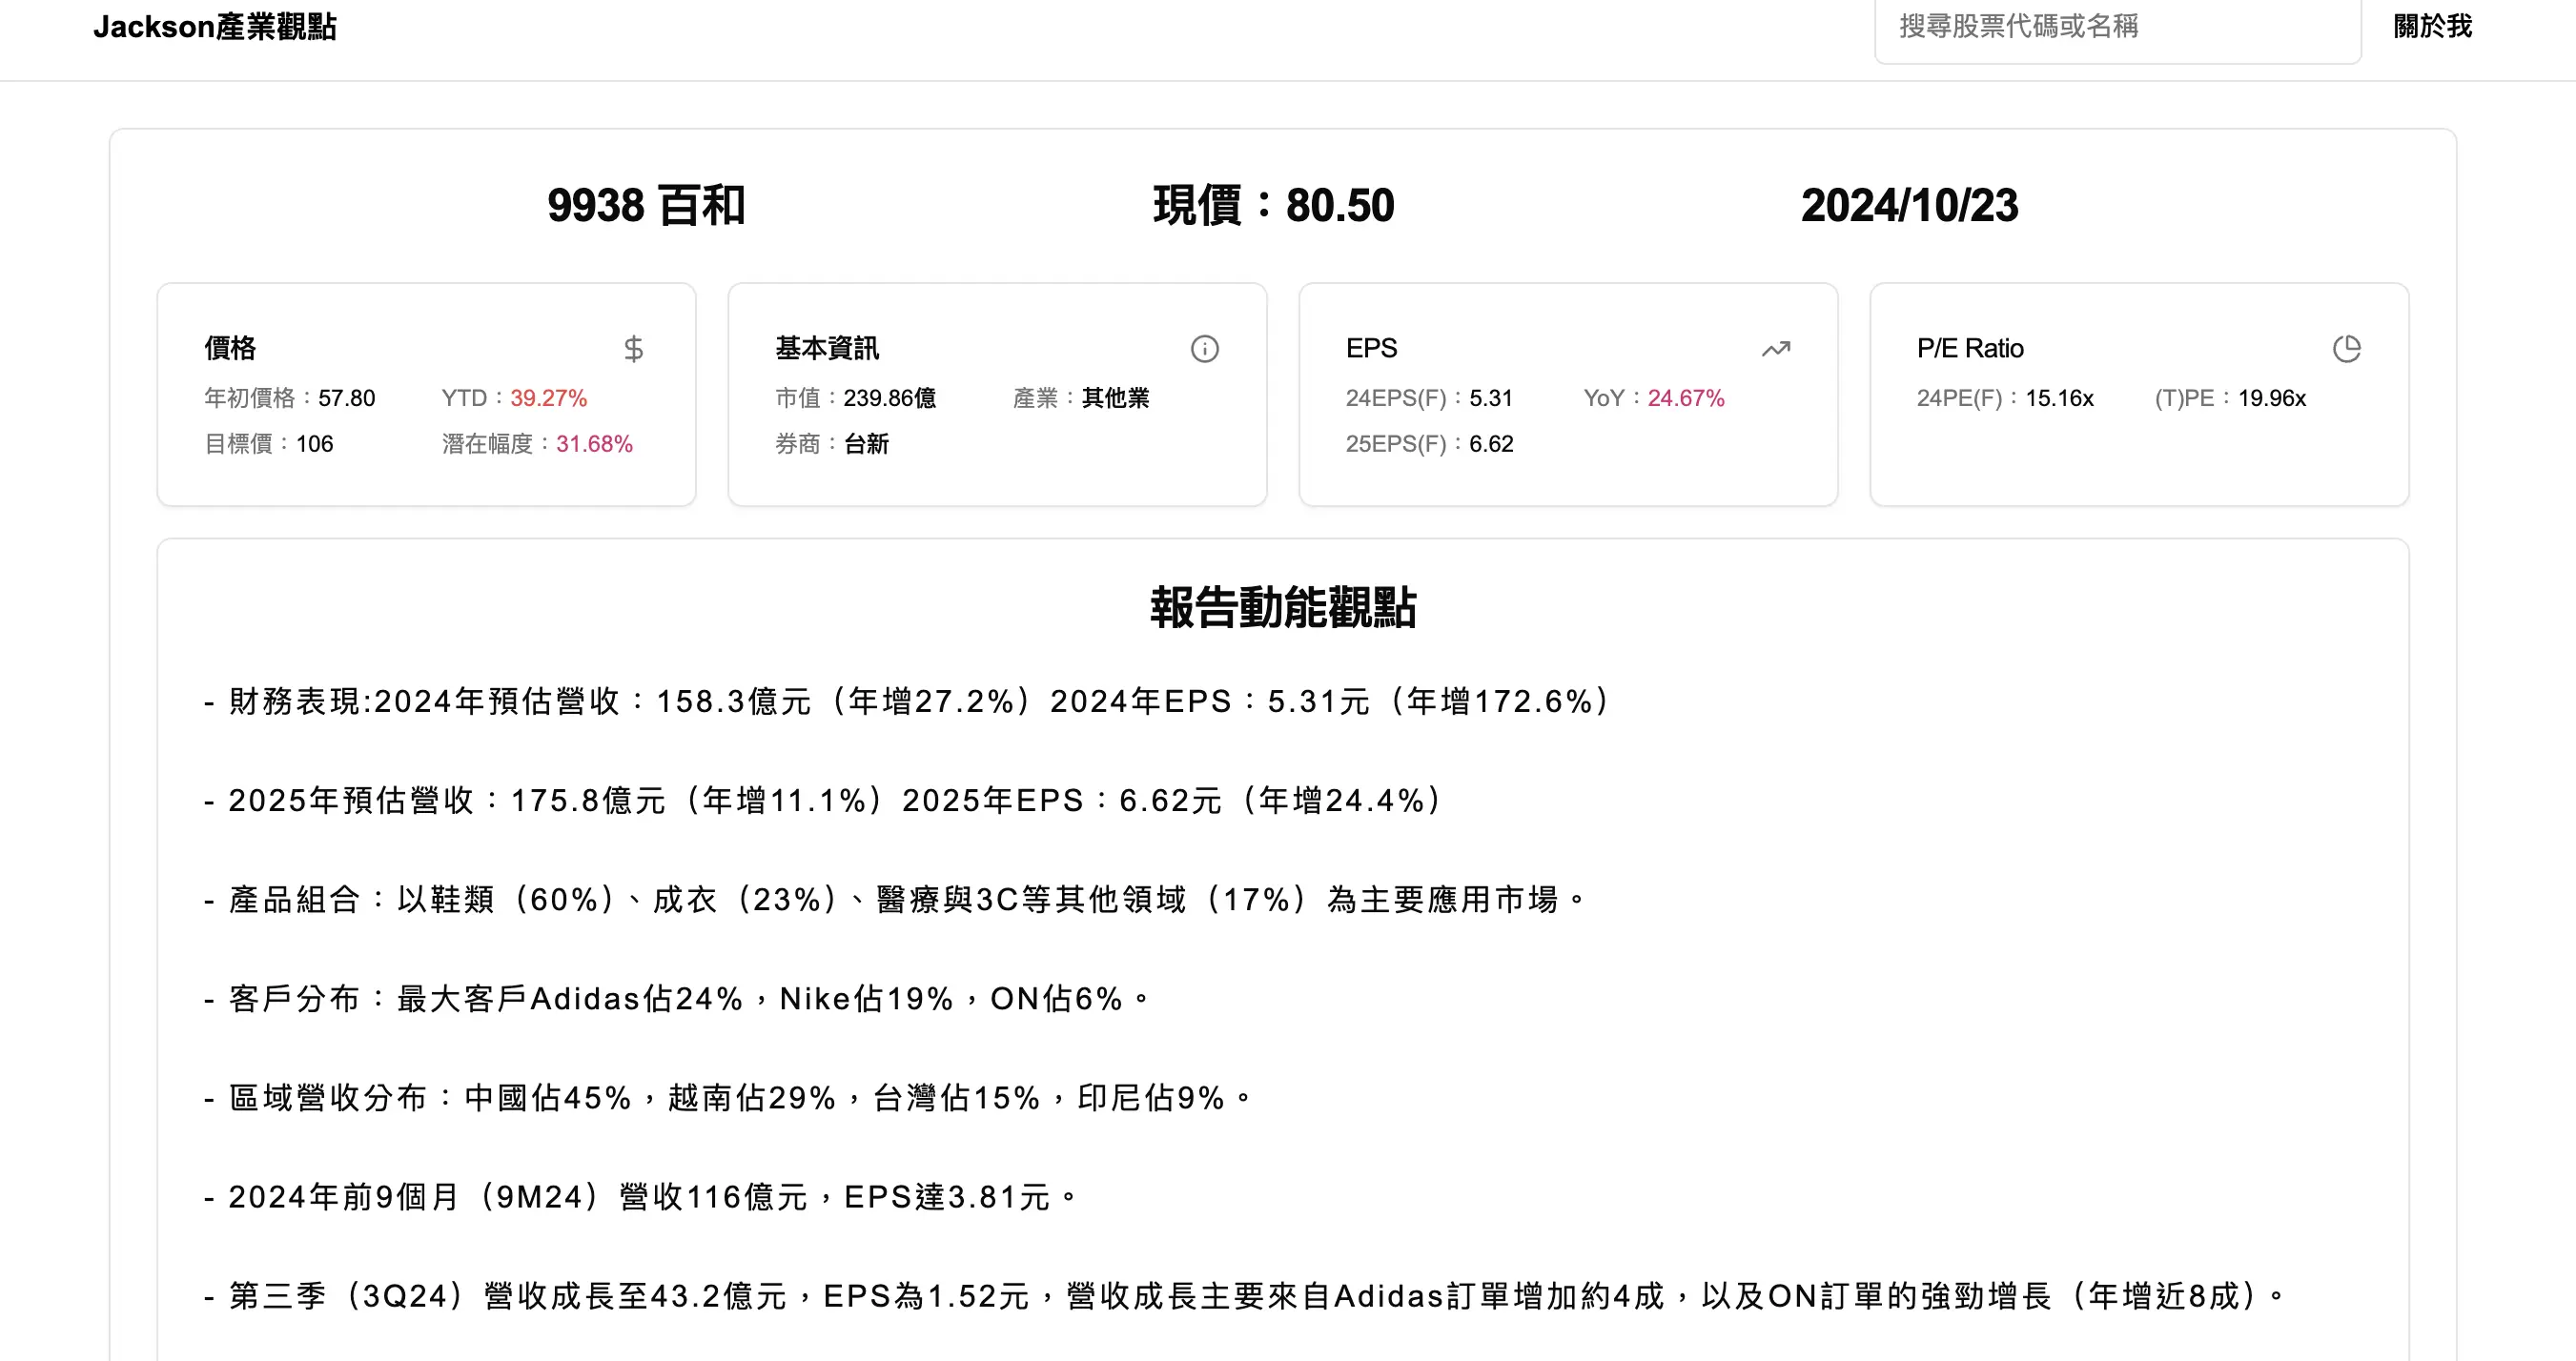 Jackson產業觀點
搜尋股票代碼或名稱
關於我
9938 百和
現價：80.50
2024/10/23
價格
年初價格：57.80 YTD：39.27%
目標價：106 潛在幅度：31.68%
基本資訊
市值：239.86億 產業：其他業
券商：台新
EPS
24EPS(F)：5.31 YoY：24.67%
25EPS(F)：6.62
P/E Ratio
24PE(F)：15.16x (T)PE：19.96x
報告動能觀點
- 財務表現:2024年預估營收：158.3億元（年增27.2%）2024年EPS：5.31元（年增172.6%）
- 2025年預估營收：175.8億元（年增11.1%）2025年EPS：6.62元（年增24.4%）
- 產品組合：以鞋類（60%）、成衣（23%）、醫療與3C等其他領域（17%）為主要應用市場。
- 客戶分布：最大客戶Adidas佔24%，Nike佔19%，ON佔6%。
- 區域營收分布：中國佔45%，越南佔29%，台灣佔15%，印尼佔9%。
- 2024年前9個月（9M24）營收116億元，EPS達3.81元。
- 第三季（3Q24）營收成長至43.2億元，EPS為1.52元，營收成長主要來自Adidas訂單增加約4成，以及ON訂單的強勁增長（年增近8成）。